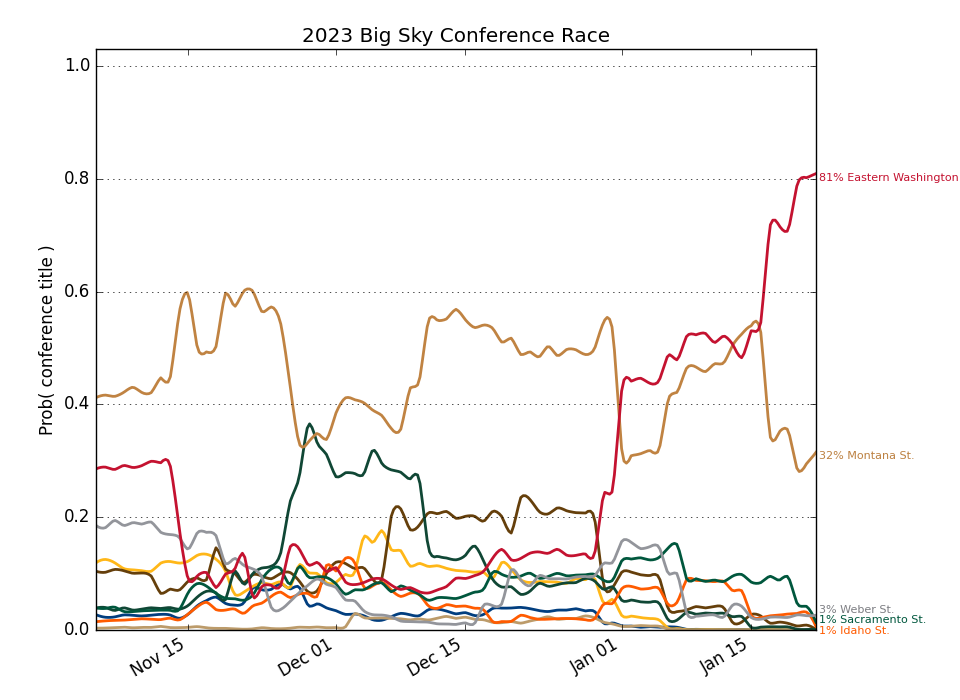 2023 Big Sky Conference Race
Prob( conference title )
1.0
0.8
0.6
0.4
0.2
0.0
Nov 15
Dec 01
Dec 15
Jan 01
Jan 15
81% Eastern Washington
32% Montana St.
3% Weber St.
1% Sacramento St.
1% Idaho St.